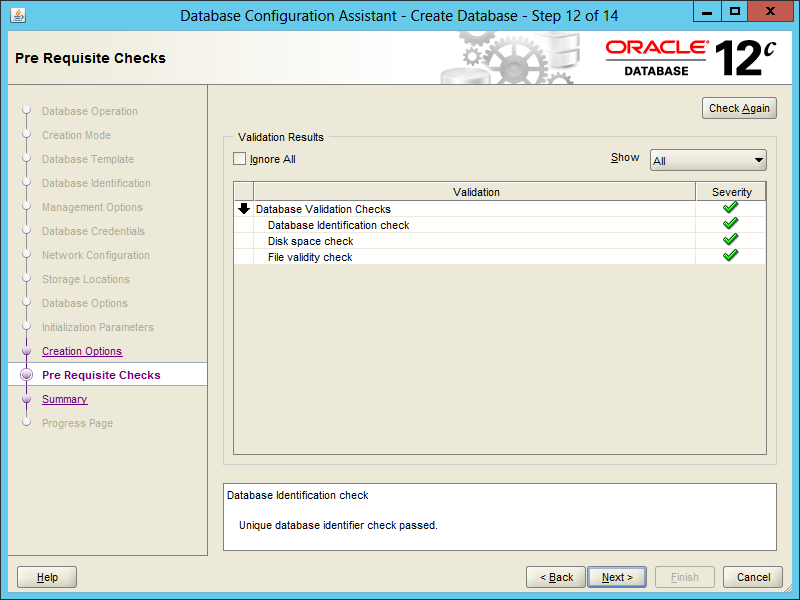 Database Configuration Assistant - Create Database - Step 12 of 14
X
Pre Requisite Checks
ORACLE®
DATABASE
12c
Database Operation
Creation Mode
Database Template
Database Identification
Management Options
Database Credentials
Network Configuration
Storage Locations
Database Options
Initialization Parameters
Creation Options
Pre Requisite Checks
Summary
Progress Page
Check Again
Validation Results
Ignore All
Show All
Validation Severity
Database Validation Checks
Database Identification check
Disk space check
File validity check
Database Identification check
Unique database identifier check passed.
Help
< Back
Next >
Finish
Cancel